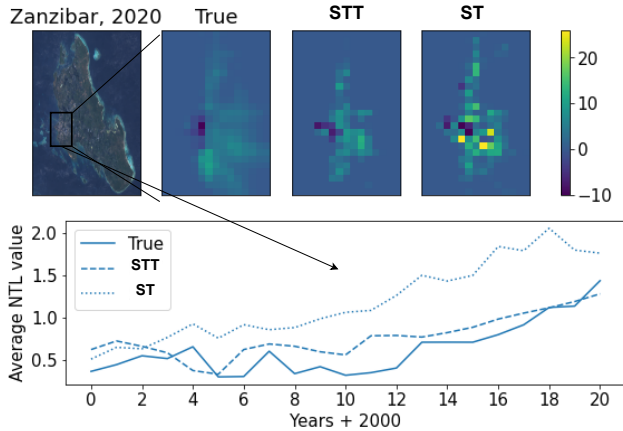 Zanzibar, 2020 True STT ST
20
10
0
−10
Average NTL value
2.0
1.5
1.0
0.5
True
STT
ST
0 2 4 6 8 10 12 14 16 18 20
Years + 2000